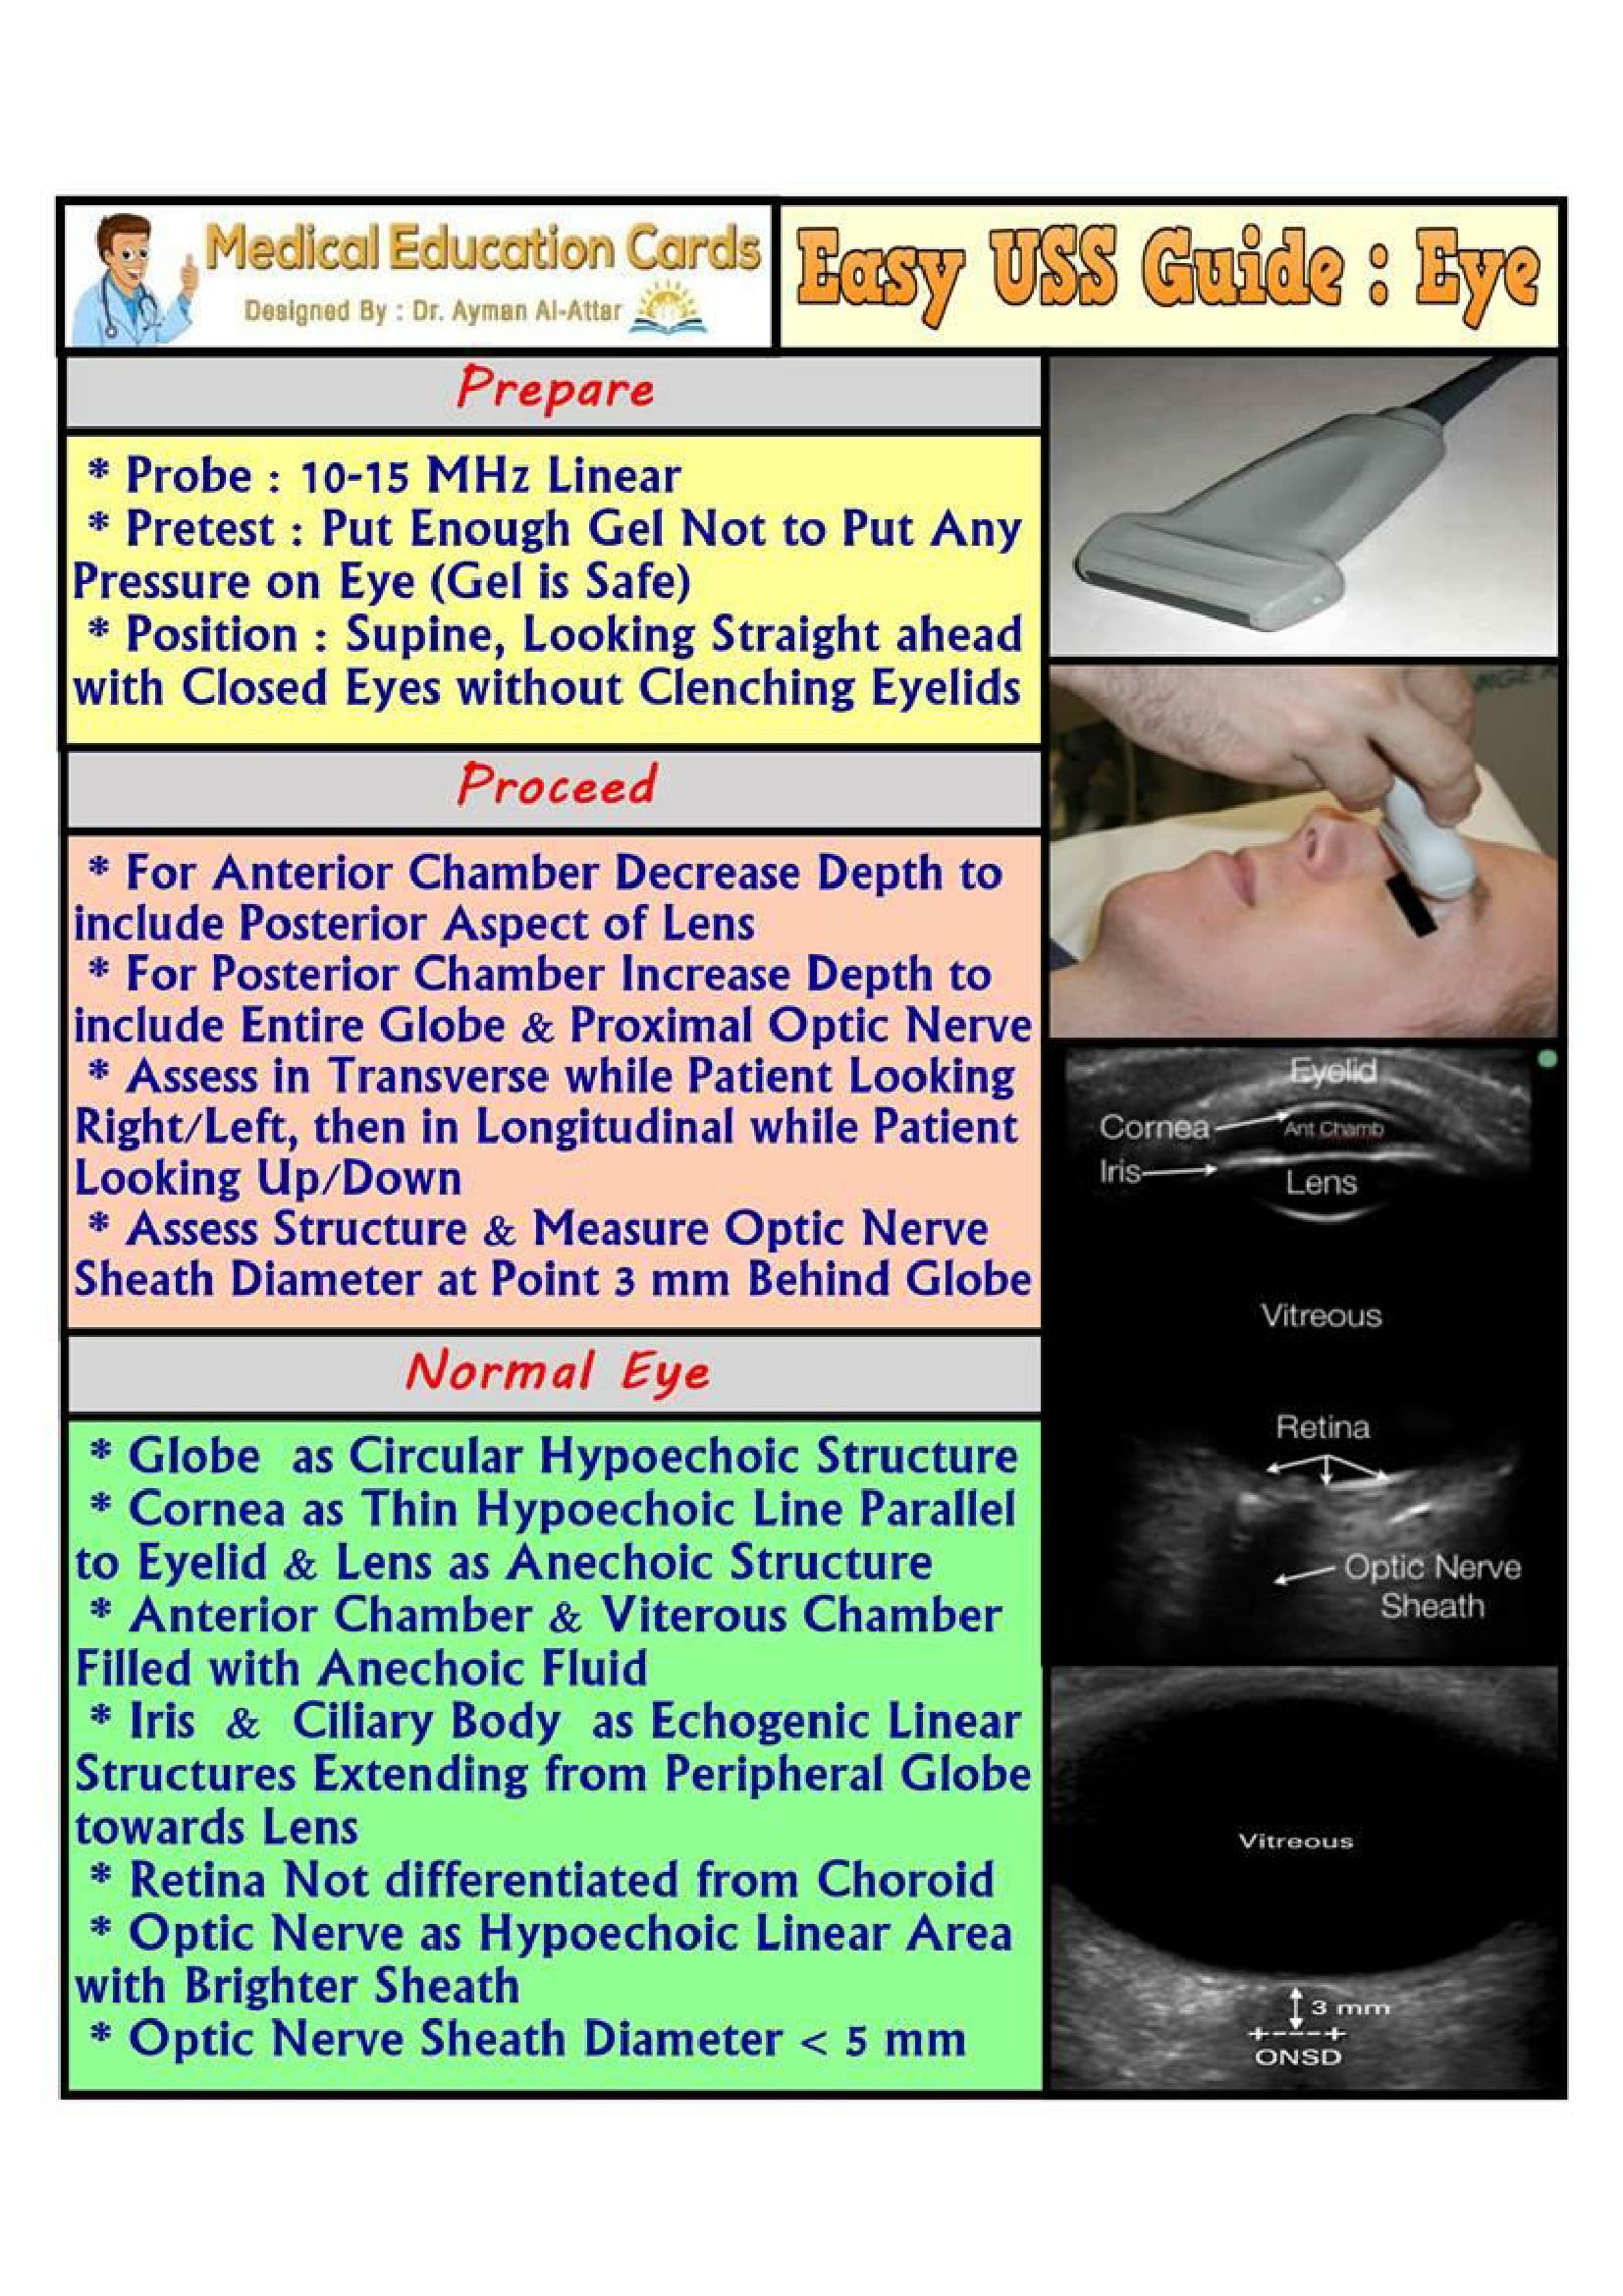 Medical Education Cards
Designed By : Dr. Ayman Al-Attar
Easy USS Guide : Eye
Prepare
* Probe : 10-15 MHz Linear
* Pretest : Put Enough Gel Not to Put Any
Pressure on Eye (Gel is Safe)
* Position : Supine, Looking Straight ahead
with Closed Eyes without Clenching Eyelids
Proceed
* For Anterior Chamber Decrease Depth to
include Posterior Aspect of Lens
* For Posterior Chamber Increase Depth to
include Entire Globe & Proximal Optic Nerve
* Assess in Transverse while Patient Looking
Right/Left, then in Longitudinal while Patient
Looking Up/Down
* Assess Structure & Measure Optic Nerve
Sheath Diameter at Point 3 mm Behind Globe
Normal Eye
* Globe as Circular Hypoechoic Structure
* Cornea as Thin Hypoechoic Line Parallel
to Eyelid & Lens as Anechoic Structure
* Anterior Chamber & Viterous Chamber
Filled with Anechoic Fluid
* Iris & Ciliary Body as Echogenic Linear
Structures Extending from Peripheral Globe
towards Lens
* Retina Not differentiated from Choroid
* Optic Nerve as Hypoechoic Linear Area
with Brighter Sheath
* Optic Nerve Sheath Diameter < 5 mm
Eyelid
Cornea
Ant Chamb
Iris
Lens
Vitreous
Retina
Optic Nerve
Sheath
Vitreous
3 mm
ONSD